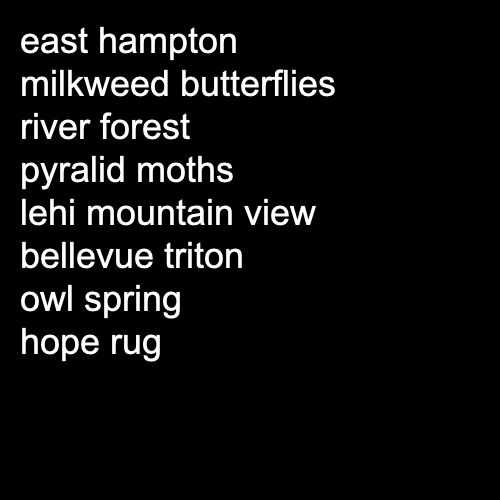 east hampton
milkweed butterflies
river forest
pyralid moths
lehi mountain view
bellevue triton
owl spring
hope rug